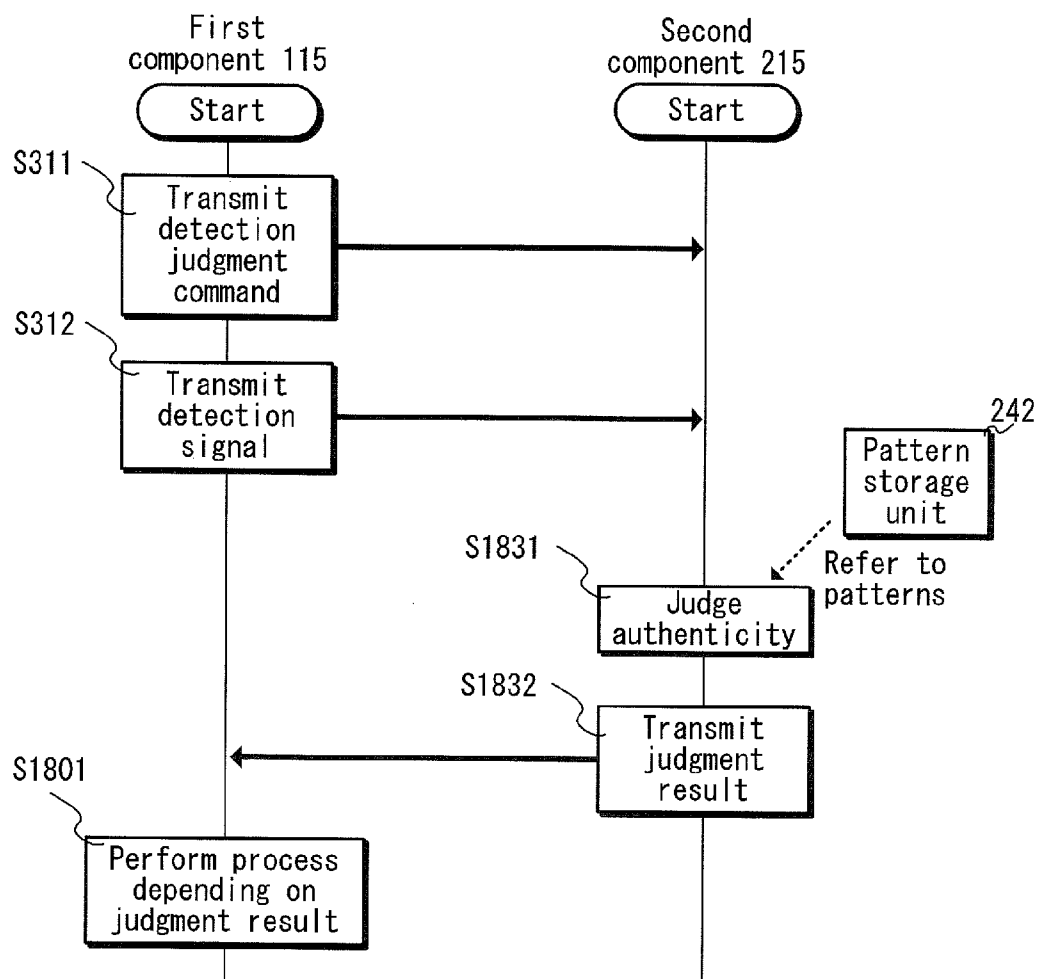 First
component 115
Second
component 215
Start
Start
S311
Transmit
detection
judgment
command
S312
Transmit
detection
signal
242
Pattern
storage
unit
Refer to
patterns
S1831
Judge
authenticity
S1832
Transmit
judgment
result
S1801
Perform process
depending on
judgment result